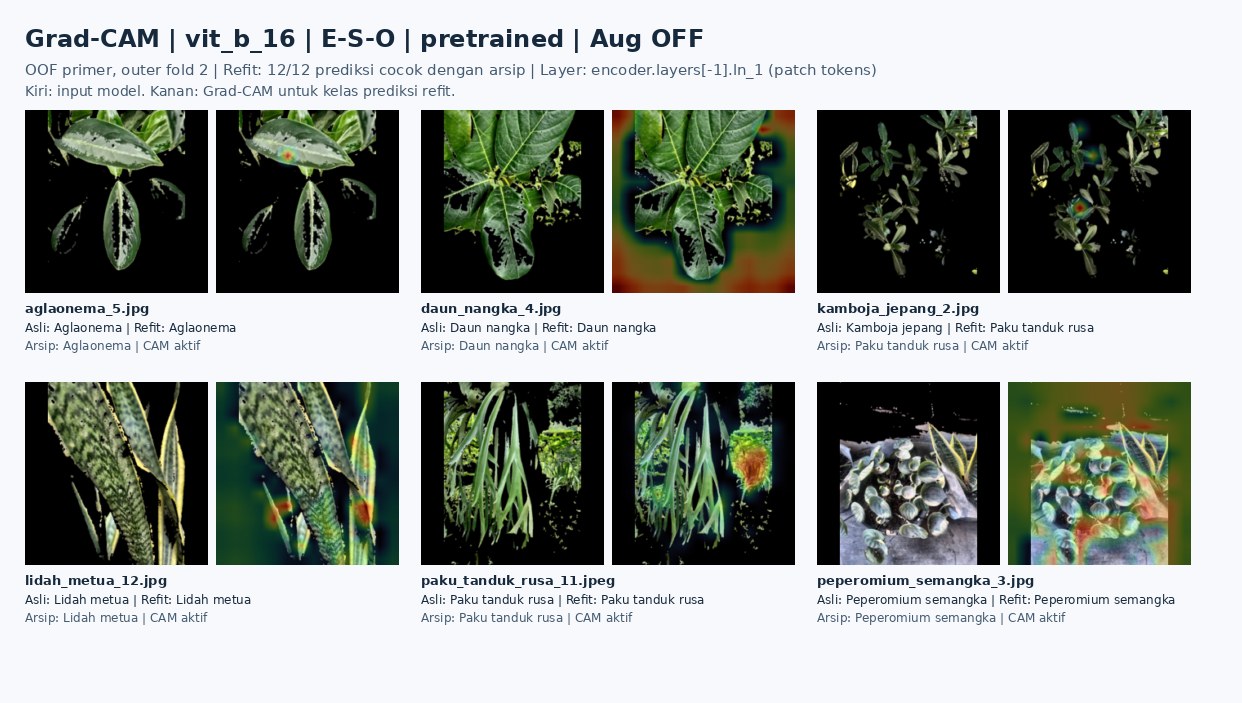 Grad-CAM | vit_b_16 | E-S-O | pretrained | Aug OFF
OOF primer, outer fold 2 | Refit: 12/12 prediksi cocok dengan arsip | Layer: encoder.layers[-1].ln_1 (patch tokens)
Kiri: input model. Kanan: Grad-CAM untuk kelas prediksi refit.
aglaonema_5.jpg
Asli: Aglaonema | Refit: Aglaonema
Arsip: Aglaonema | CAM aktif
daun_nangka_4.jpg
Asli: Daun nangka | Refit: Daun nangka
Arsip: Daun nangka | CAM aktif
kamboja_jepang_2.jpg
Asli: Kamboja jepang | Refit: Paku tanduk rusa
Arsip: Paku tanduk rusa | CAM aktif
lidah_metua_12.jpg
Asli: Lidah metua | Refit: Lidah metua
Arsip: Lidah metua | CAM aktif
paku_tanduk_rusa_11.jpeg
Asli: Paku tanduk rusa | Refit: Paku tanduk rusa
Arsip: Paku tanduk rusa | CAM aktif
peperomium_semangka_3.jpg
Asli: Peperomium semangka | Refit: Peperomium semangka
Arsip: Peperomium semangka | CAM aktif